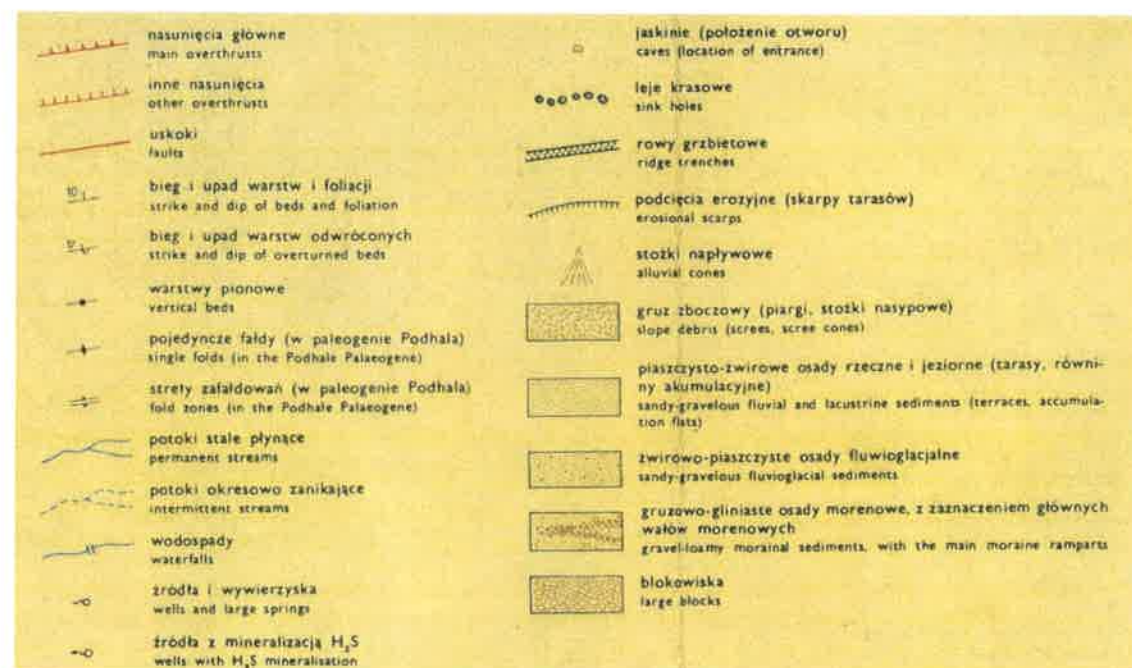 nasunięcia główne
main overthrusts
inne nasunięcia
other overthrusts
uskoki
faults
10
bieg i upad warstw i foliacji
strike and dip of beds and foliation
bieg i upad warstw odwróconych
strike and dip of overturned beds
warstwy pionowe
vertical beds
pojedyncze fałdy (w paleogenie Podhala)
single folds (in the Podhale Palaeogene)
strefy zafałdowań (w paleogenie Podhala)
fold zones (in the Podhale Palaeogene)
potoki stale płynące
permanent streams
potoki okresowo zanikające
intermittent streams
wodospady
waterfalls
źródła i wywierzyska
wells and large springs
źródła z mineralizacją H₂S
wells with H₂S mineralisation
jaskinie (położenie otworu)
caves (location of entrance)
leje krasowe
sink holes
rowy grzbietowe
ridge trenches
podcięcia erozyjne (skarpy tarasów)
erosional scarps
stożki napływowe
alluvial cones
gruz zboczowy (piargi, stożki nasypowe)
slope debris (screes, scree cones)
piaszczysto-żwirowe osady rzeczne i jeziorne (tarasy, równi-
ny akumulacyjne)
sandy-gravelous fluvial and lacustrine sediments (terraces, accumula-
tion flats)
żwirowo-piaszczyste osady fluwioglacjalne
sandy-gravelous fluvioglacial sediments
gruzowo-gliniaste osady morenowe, z zaznaczeniem głównych
wałów morenowych
gravel-loamy morainal sediments, with the main moraine ramparts
blokowiska
large blocks